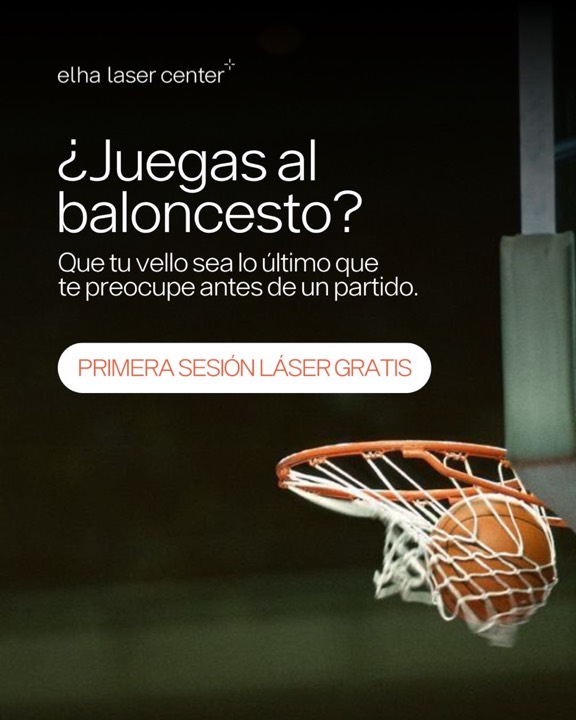 elha laser center
¿Juegas al
baloncesto?
Que tu vello sea lo último que
te preocupe antes de un partido.
PRIMERA SESIÓN LÁSER GRATIS